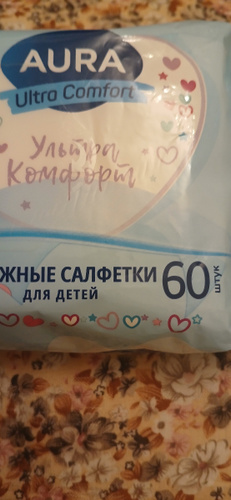 AURA
Ultra Comfort
Ультра
Комфорт
ЖНЫЕ САЛФЕТКИ 60 штук
ДЛЯ ДЕТЕЙ